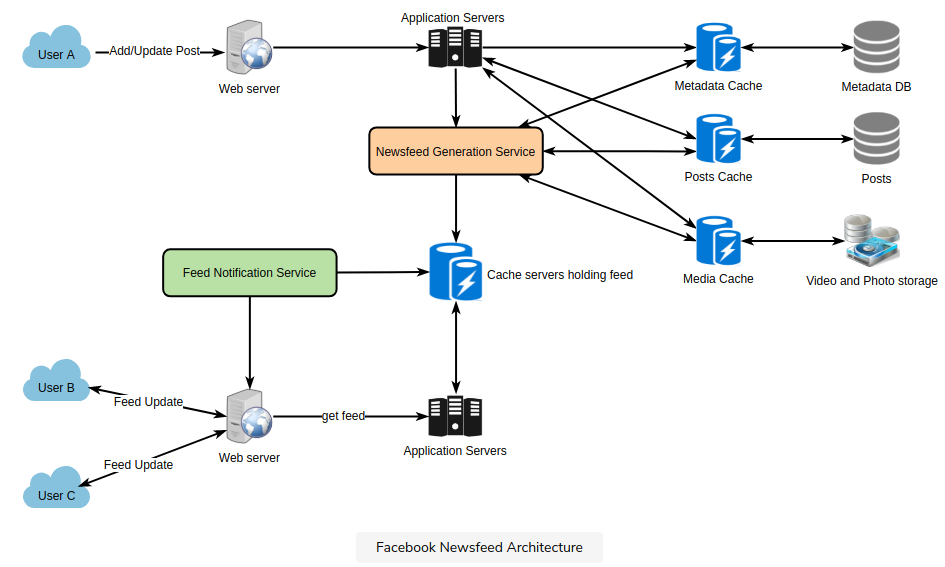 Application Servers
User A
Add/Update Post
Web server
Metadata Cache
Metadata DB
Newsfeed Generation Service
Posts Cache
Posts
Feed Notification Service
Cache servers holding feed
Media Cache
Video and Photo storage
User B
Feed Update
get feed
Web server
Application Servers
Feed Update
User C
Facebook Newsfeed Architecture